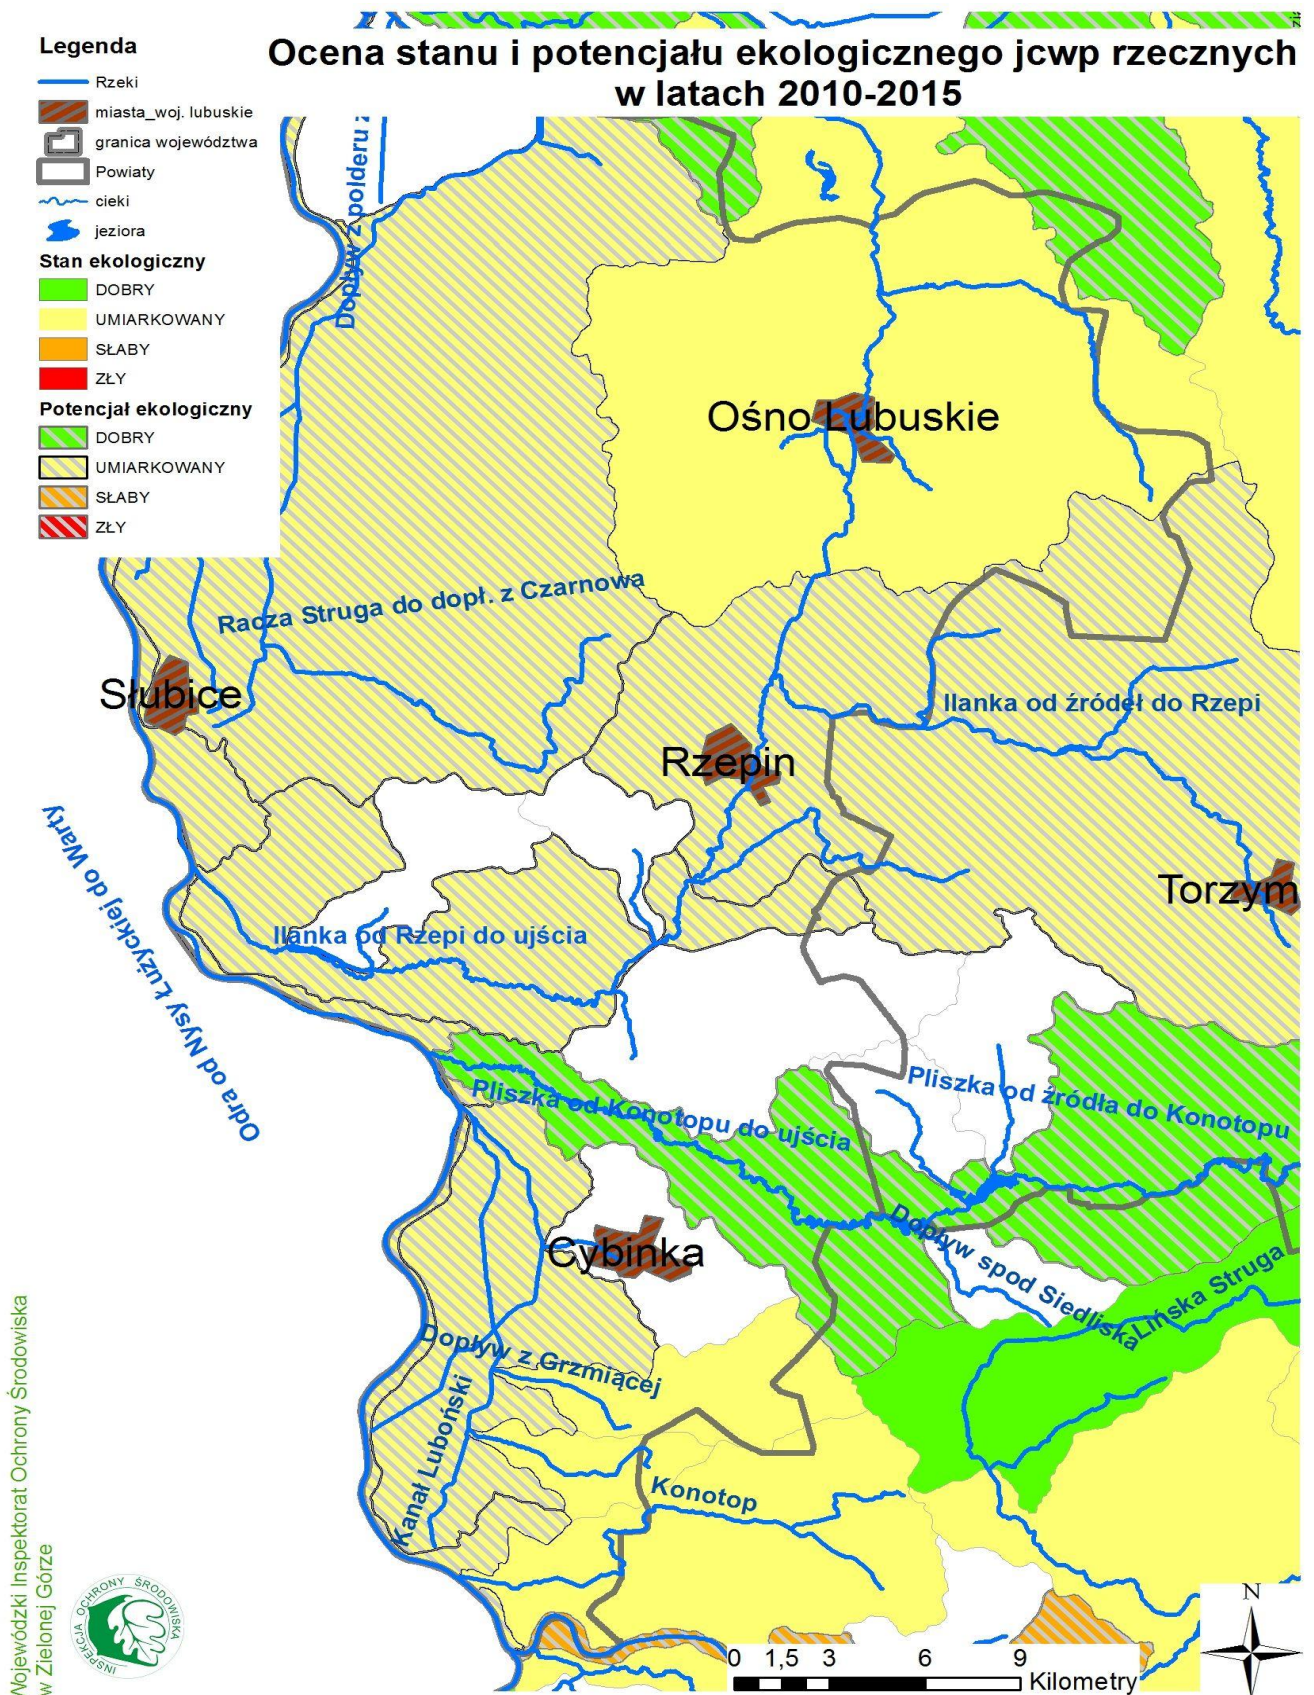 Ocena stanu i potencjału ekologicznego jcwp rzecznych
w latach 2010-2015
Legenda
Rzeki
miasta_woj. lubuskie
granica województwa
Powiaty
cieki
jeziora
Stan ekologiczny
DOBRY
UMIARKOWANY
SŁABY
ZŁY
Potencjał ekologiczny
DOBRY
UMIARKOWANY
SŁABY
ZŁY
Dopływ z polderu
Ośno Lubuskie
Racza Struga do dopł. z Czarnowa
Słubice
Ilanka od źródeł do Rzepi
Rzepin
Torzym
Odra od Nysy Łużyckiej do Warty
Ilanka od Rzepi do ujścia
Pliszka od Konotopu do ujścia
Pliszka od źródła do Konotopu
Dopływ spod Siedliska
Lińska Struga
Cybinka
Dopływ z Grzmiącej
Kanał Luboński
Konotop
Wojewódzki Inspektorat Ochrony Środowiska
w Zielonej Górze
INSPEKCJA OCHRONY ŚRODOWISKA
N
0 1,5 3 6 9
Kilometry